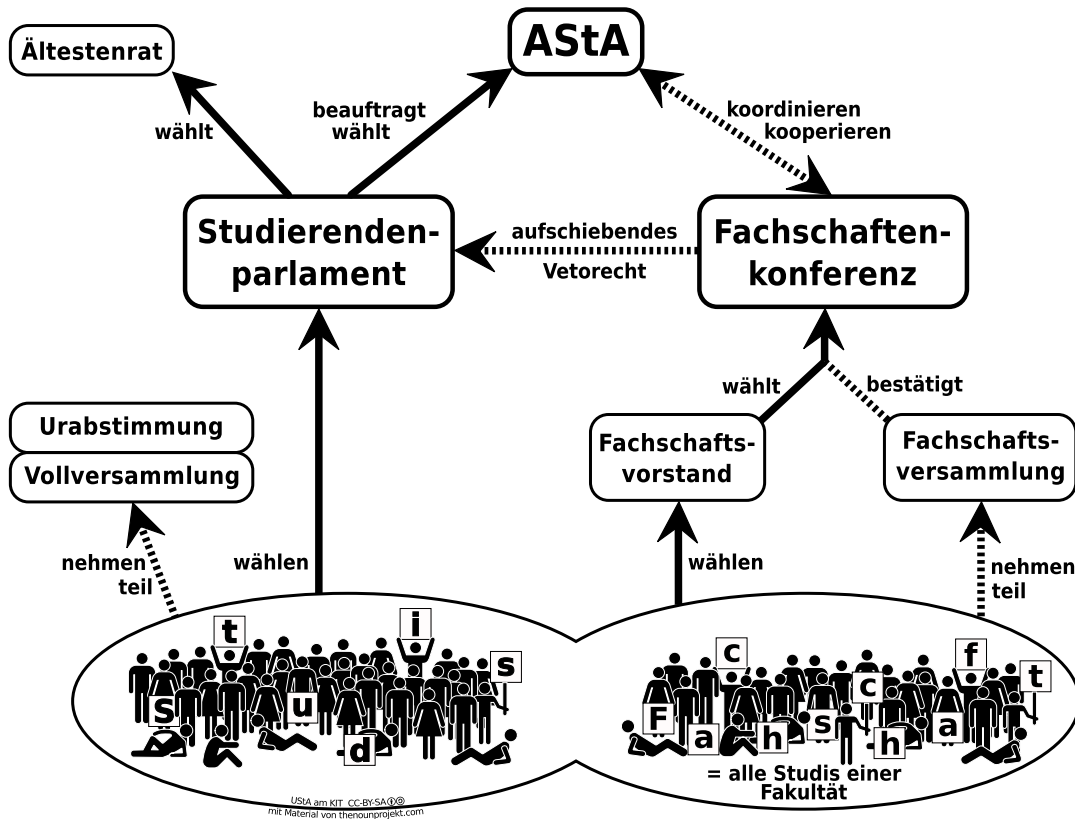 AStA
Ältestenrat
wählt
beauftragt
wählt
koordinieren
kooperieren
Studierenden-
parlament
aufschiebendes
Vetorecht
Fachschaften-
konferenz
wählt
bestätigt
Urabstimmung
Vollversammlung
Fachschafts-
vorstand
Fachschafts-
versammlung
nehmen
teil
wählen
wählen
nehmen
teil
S t u d i s
F a c h s c h a f t
= alle Studis einer
Fakultät
UStA am KIT CC-BY-SA
mit Material von thenounprojekt.com